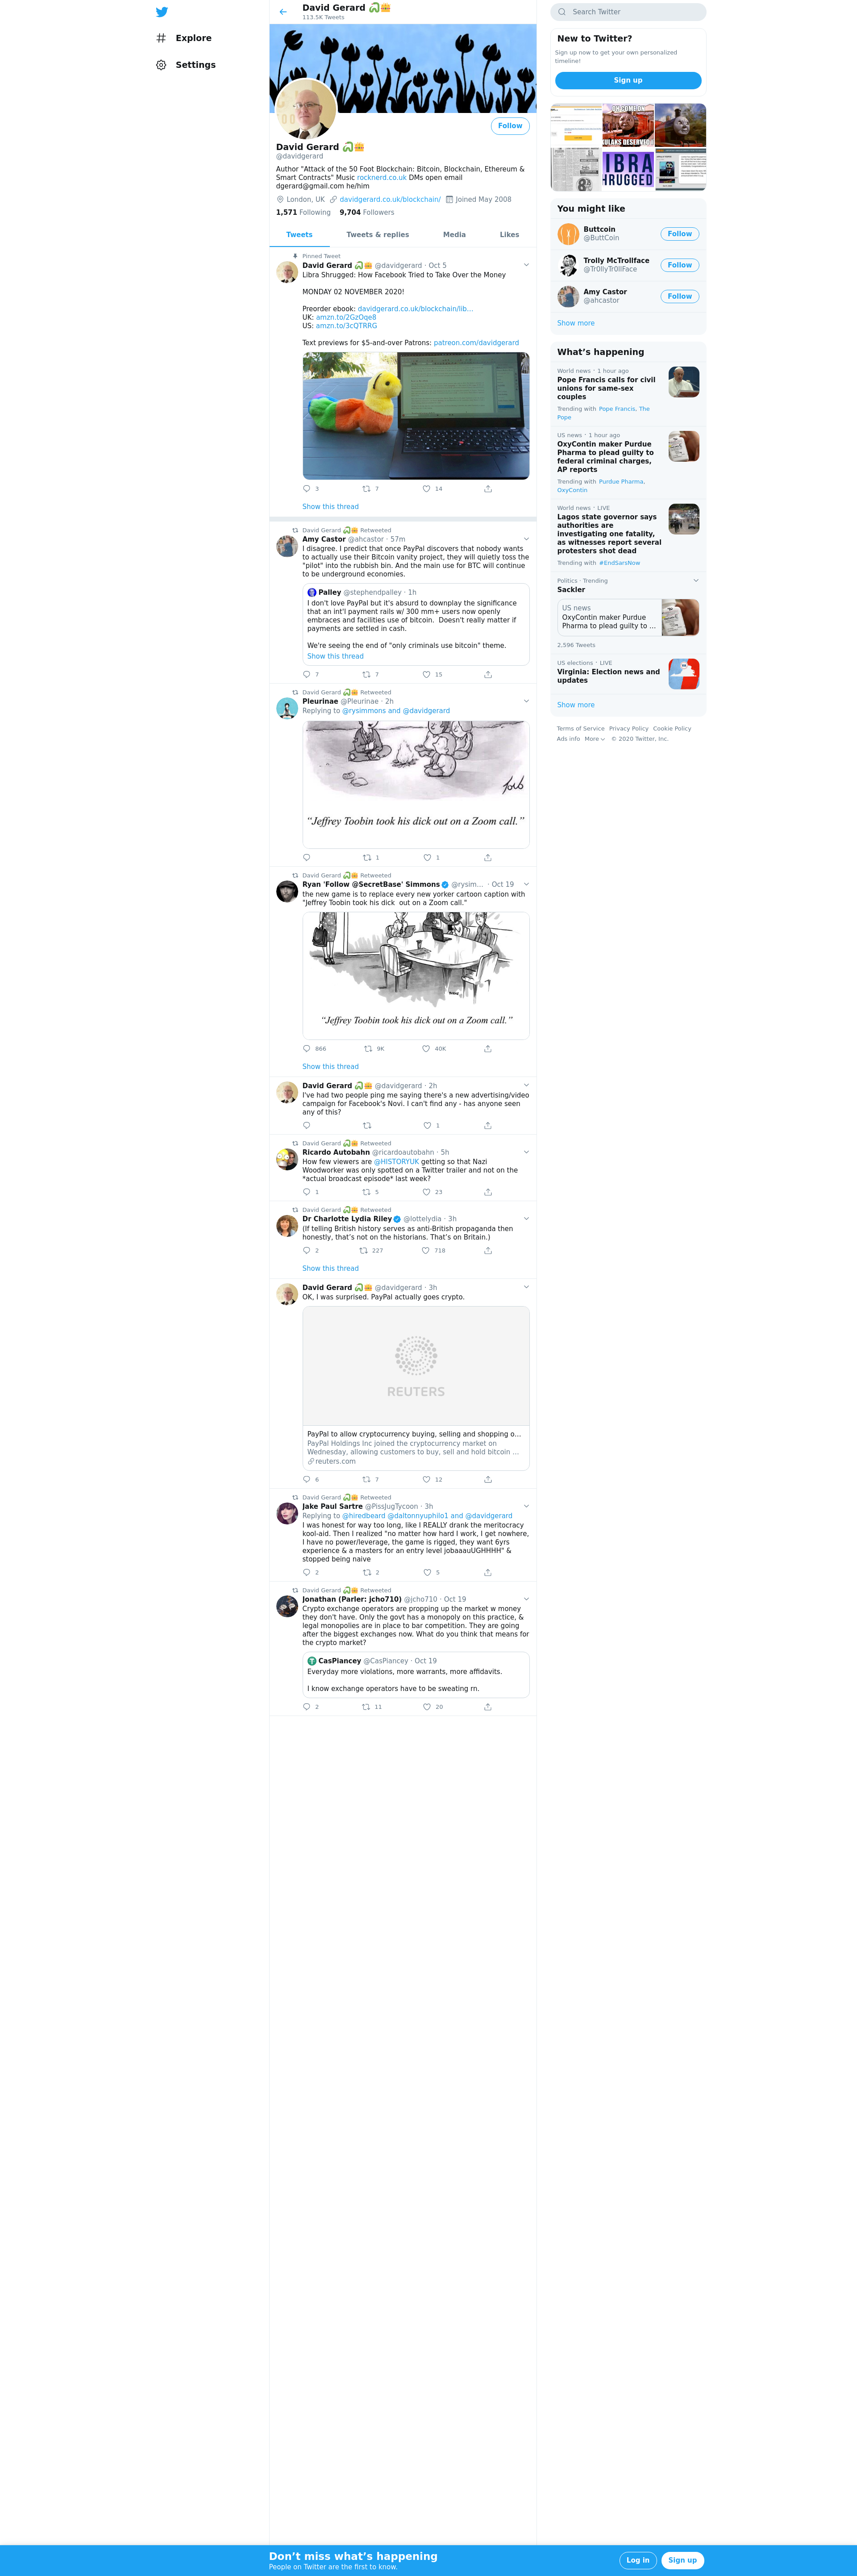 Explore
Settings
David Gerard
113.5K Tweets
Follow
David Gerard
@davidgerard
Author "Attack of the 50 Foot Blockchain: Bitcoin, Blockchain, Ethereum &
Smart Contracts" Music rocknerd.co.uk DMs open email
dgerard@gmail.com he/him
London, UK davidgerard.co.uk/blockchain/ Joined May 2008
1,571 Following 9,704 Followers
Tweets Tweets & replies Media Likes
Pinned Tweet
David Gerard @davidgerard · Oct 5
Libra Shrugged: How Facebook Tried to Take Over the Money
MONDAY 02 NOVEMBER 2020!
Preorder ebook: davidgerard.co.uk/blockchain/lib…
UK: amzn.to/2GzOqe8
US: amzn.to/3cQTRRG
Text previews for $5-and-over Patrons: patreon.com/davidgerard
3 7 14
Show this thread
David Gerard Retweeted
Amy Castor @ahcastor · 57m
I disagree. I predict that once PayPal discovers that nobody wants
to actually use their Bitcoin vanity project, they will quietly toss the
"pilot" into the rubbish bin. And the main use for BTC will continue
to be underground economies.
Palley @stephendpalley · 1h
I don't love PayPal but it's absurd to downplay the significance
that an int'l payment rails w/ 300 mm+ users now openly
embraces and facilities use of bitcoin. Doesn't really matter if
payments are settled in cash.
We're seeing the end of "only criminals use bitcoin" theme.
Show this thread
7 7 15
David Gerard Retweeted
Pleurinae @Pleurinae · 2h
Replying to @rysimmons and @davidgerard
"Jeffrey Toobin took his dick out on a Zoom call."
1 1
David Gerard Retweeted
Ryan 'Follow @SecretBase' Simmons @rysim… · Oct 19
the new game is to replace every new yorker cartoon caption with
"Jeffrey Toobin took his dick out on a Zoom call."
"Jeffrey Toobin took his dick out on a Zoom call."
866 9K 40K
Show this thread
David Gerard @davidgerard · 2h
I've had two people ping me saying there's a new advertising/video
campaign for Facebook's Novi. I can't find any - has anyone seen
any of this?
1
David Gerard Retweeted
Ricardo Autobahn @ricardoautobahn · 5h
How few viewers are @HISTORYUK getting so that Nazi
Woodworker was only spotted on a Twitter trailer and not on the
*actual broadcast episode* last week?
1 5 23
David Gerard Retweeted
Dr Charlotte Lydia Riley @lottelydia · 3h
(If telling British history serves as anti-British propaganda then
honestly, that's not on the historians. That's on Britain.)
2 227 718
Show this thread
David Gerard @davidgerard · 3h
OK, I was surprised. PayPal actually goes crypto.
REUTERS
PayPal to allow cryptocurrency buying, selling and shopping o…
PayPal Holdings Inc joined the cryptocurrency market on
Wednesday, allowing customers to buy, sell and hold bitcoin …
reuters.com
6 7 12
David Gerard Retweeted
Jake Paul Sartre @PissJugTycoon · 3h
Replying to @hiredbeard @daltonnyuphilo1 and @davidgerard
I was honest for way too long, like I REALLY drank the meritocracy
kool-aid. Then I realized "no matter how hard I work, I get nowhere,
I have no power/leverage, the game is rigged, they want 6yrs
experience & a masters for an entry level jobaaauUGHHHH" &
stopped being naive
2 2 5
David Gerard Retweeted
Jonathan (Parler: jcho710) @jcho710 · Oct 19
Crypto exchange operators are propping up the market w money
they don't have. Only the govt has a monopoly on this practice, &
legal monopolies are in place to bar competition. They are going
after the biggest exchanges now. What do you think that means for
the crypto market?
CasPiancey @CasPiancey · Oct 19
Everyday more violations, more warrants, more affidavits.
I know exchange operators have to be sweating rn.
2 11 20
Search Twitter
New to Twitter?
Sign up now to get your own personalized
timeline!
Sign up
KULAKS DESERVED
LIBRA
SHRUGGED
You might like
Buttcoin
@ButtCoin
Follow
Trolly McTrollface
@Tr0llyTr0llFace
Follow
Amy Castor
@ahcastor
Follow
Show more
What's happening
World news · 1 hour ago
Pope Francis calls for civil
unions for same-sex
couples
Trending with Pope Francis, The
Pope
US news · 1 hour ago
OxyContin maker Purdue
Pharma to plead guilty to
federal criminal charges,
AP reports
Trending with Purdue Pharma,
OxyContin
World news · LIVE
Lagos state governor says
authorities are
investigating one fatality,
as witnesses report several
protesters shot dead
Trending with #EndSarsNow
Politics · Trending
Sackler
US news
OxyContin maker Purdue
Pharma to plead guilty to …
2,596 Tweets
US elections · LIVE
Virginia: Election news and
updates
Show more
Terms of Service Privacy Policy Cookie Policy
Ads info More © 2020 Twitter, Inc.
Don't miss what's happening
People on Twitter are the first to know.
Log in Sign up